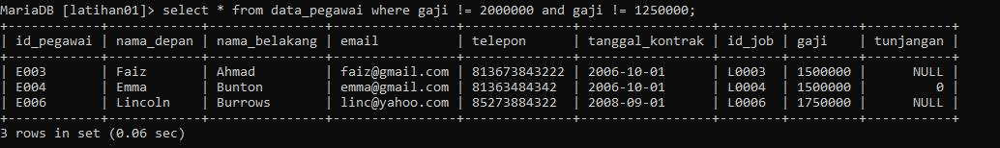 MariaDB [latihan01]> select * from data_pegawai where gaji != 2000000 and gaji != 1250000;
+------------+------------+---------------+----------------+--------------+-----------------+--------+---------+-----------+
| id_pegawai | nama_depan | nama_belakang | email          | telepon      | tanggal_kontrak | id_job | gaji    | tunjangan |
+------------+------------+---------------+----------------+--------------+-----------------+--------+---------+-----------+
| E003       | Faiz       | Ahmad         | faiz@gmail.com | 813673843222 | 2006-10-01      | L0003  | 1500000 |      NULL |
| E004       | Emma       | Bunton        | emma@gmail.com | 81363484342  | 2006-10-01      | L0004  | 1500000 |         0 |
| E006       | Lincoln    | Burrows       | linc@yahoo.com | 85273884322  | 2008-09-01      | L0006  | 1750000 |      NULL |
+------------+------------+---------------+----------------+--------------+-----------------+--------+---------+-----------+
3 rows in set (0.06 sec)